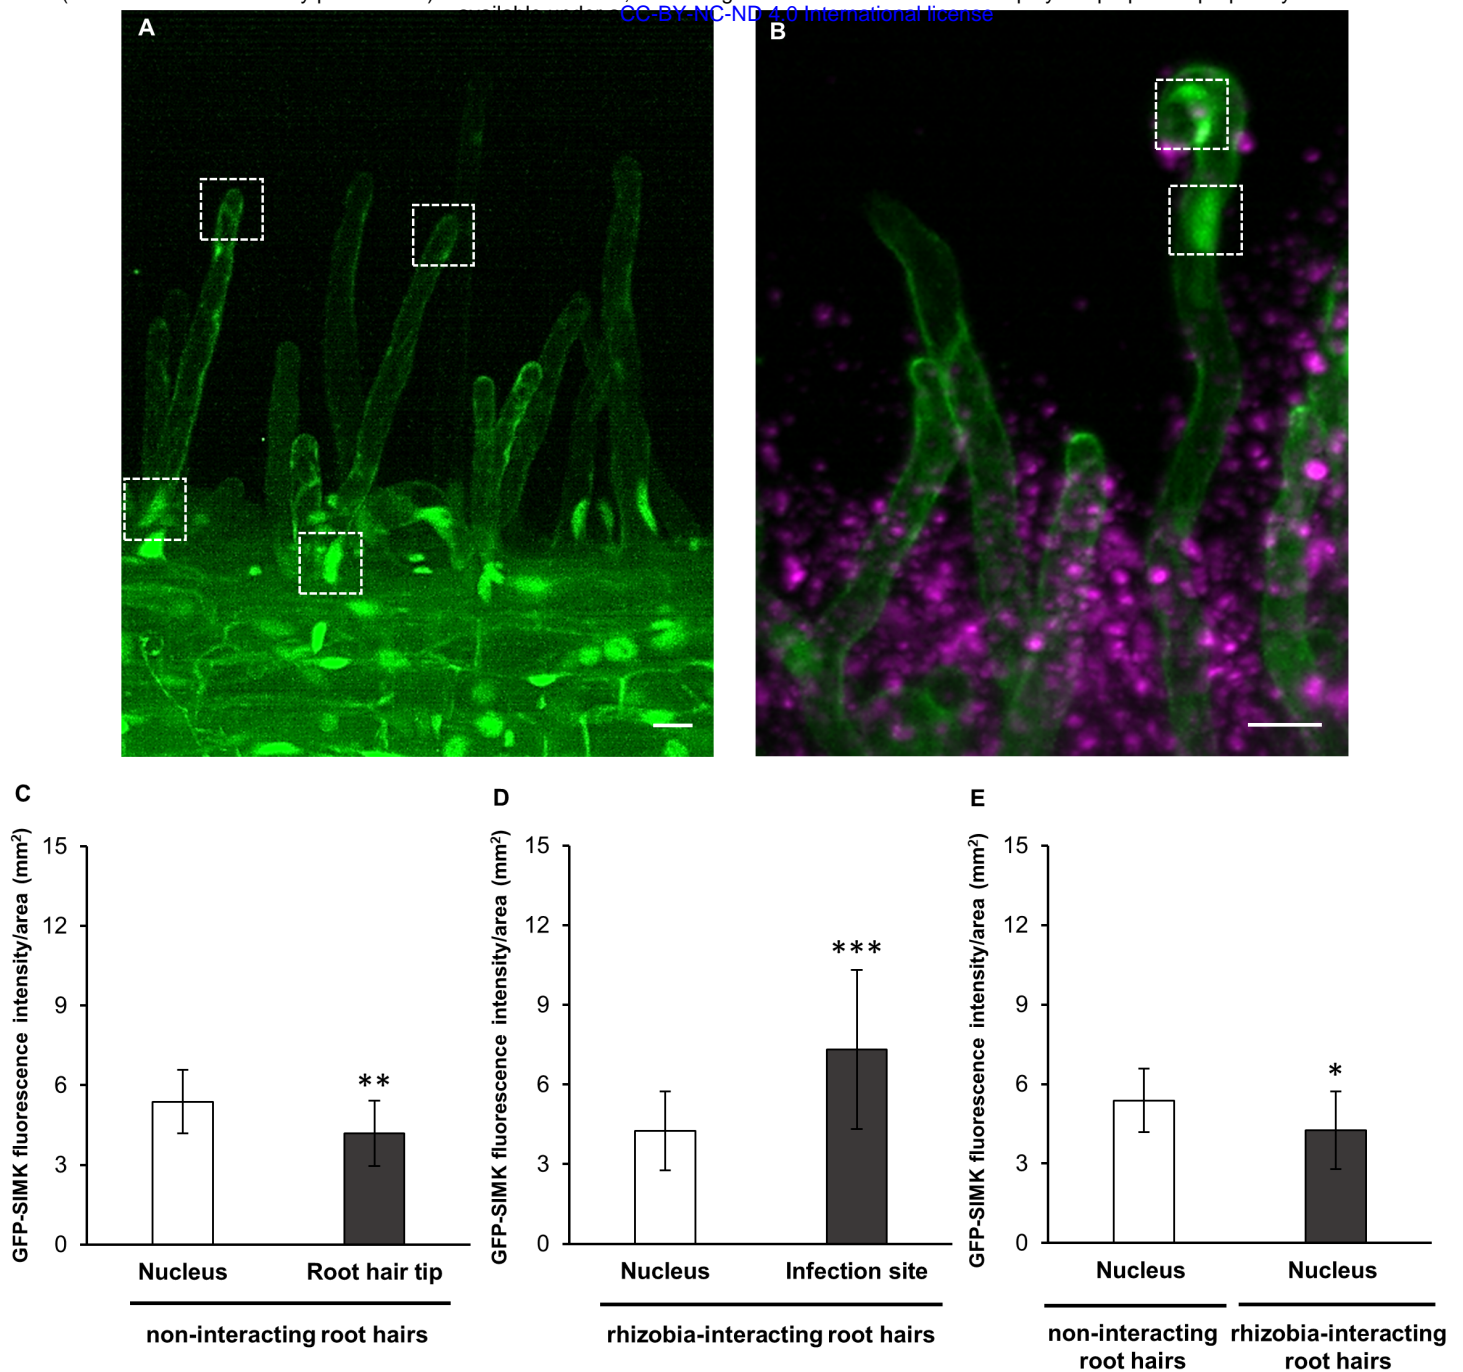 CC-BY-NC-ND 4.0 International license
A
B
C
D
E
GFP-SIMK fluorescence intensity/area (mm²)
15
12
9
6
3
0
**
Nucleus
Root hair tip
non-interacting root hairs
GFP-SIMK fluorescence intensity/area (mm²)
15
12
9
6
3
0
***
Nucleus
Infection site
rhizobia-interacting root hairs
GFP-SIMK fluorescence intensity/area (mm²)
15
12
9
6
3
0
*
Nucleus
Nucleus
non-interacting
root hairs
rhizobia-interacting
root hairs